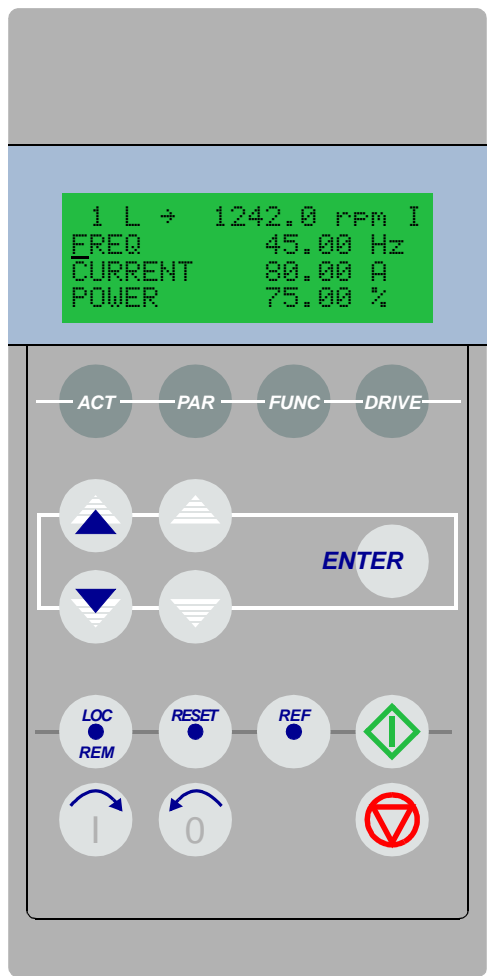 1 L → 1242.0 rpm I
FREQ 45.00 Hz
CURRENT 80.00 A
POWER 75.00 %
ACT PAR FUNC DRIVE
ENTER
LOC RESET REF
REM
I 0